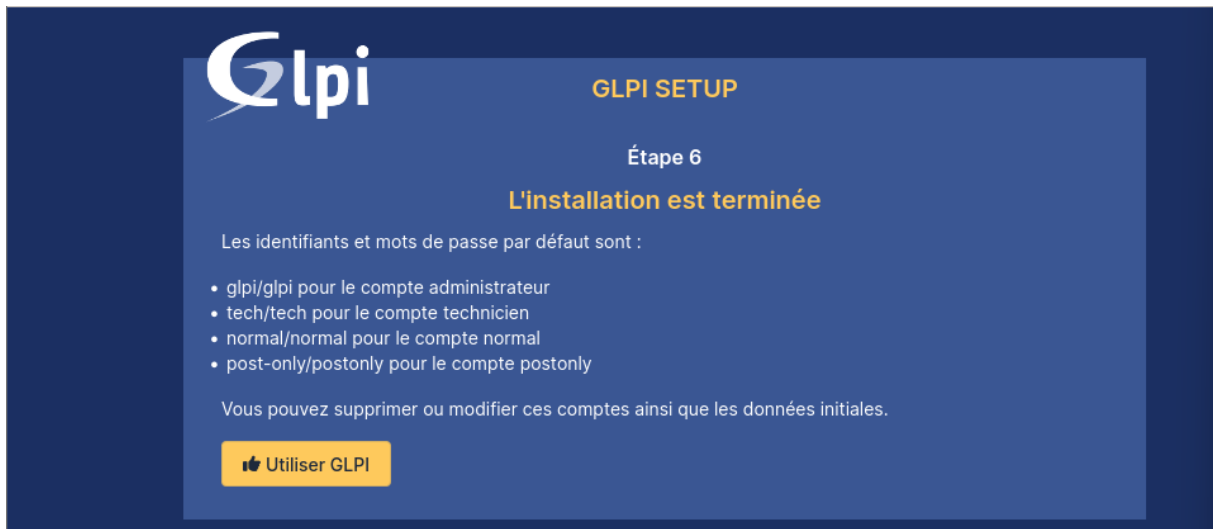 Glpi
GLPI SETUP
Étape 6
L'installation est terminée
Les identifiants et mots de passe par défaut sont :
• glpi/glpi pour le compte administrateur
• tech/tech pour le compte technicien
• normal/normal pour le compte normal
• post-only/postonly pour le compte postonly
Vous pouvez supprimer ou modifier ces comptes ainsi que les données initiales.
Utiliser GLPI